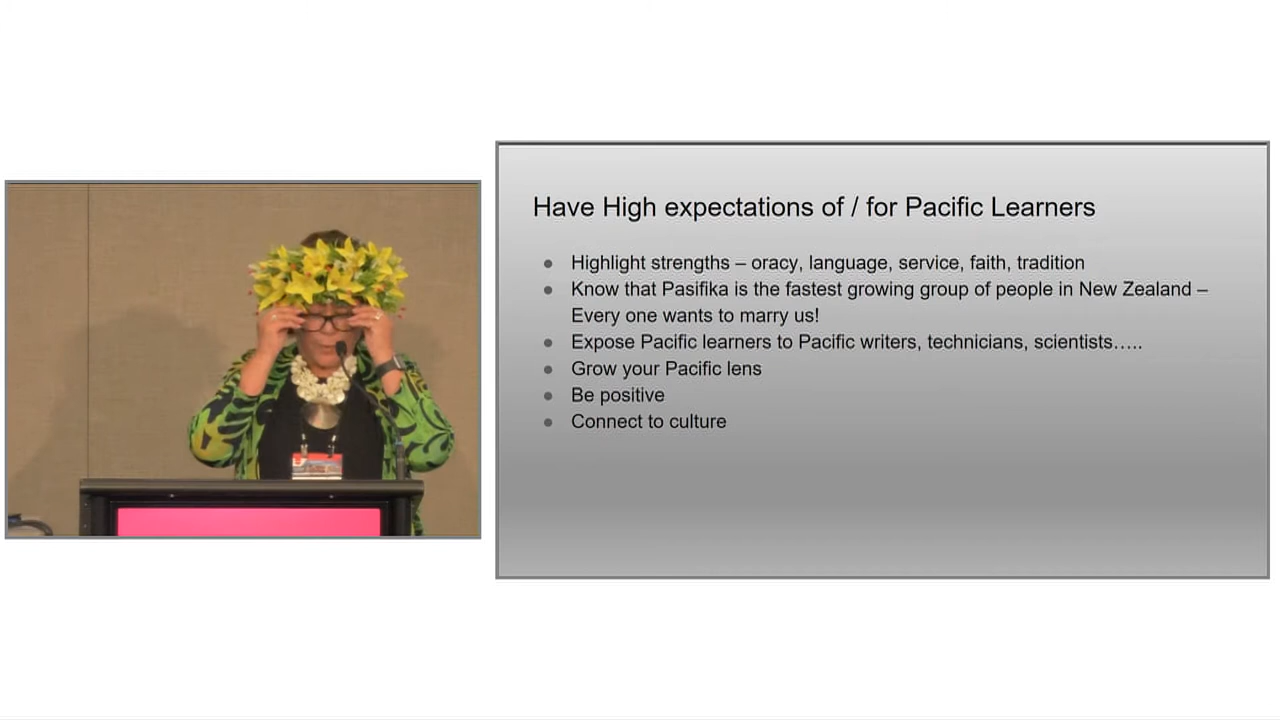 Have High expectations of / for Pacific Learners
● Highlight strengths – oracy, language, service, faith, tradition
● Know that Pasifika is the fastest growing group of people in New Zealand –
Every one wants to marry us!
● Expose Pacific learners to Pacific writers, technicians, scientists…..
● Grow your Pacific lens
● Be positive
● Connect to culture